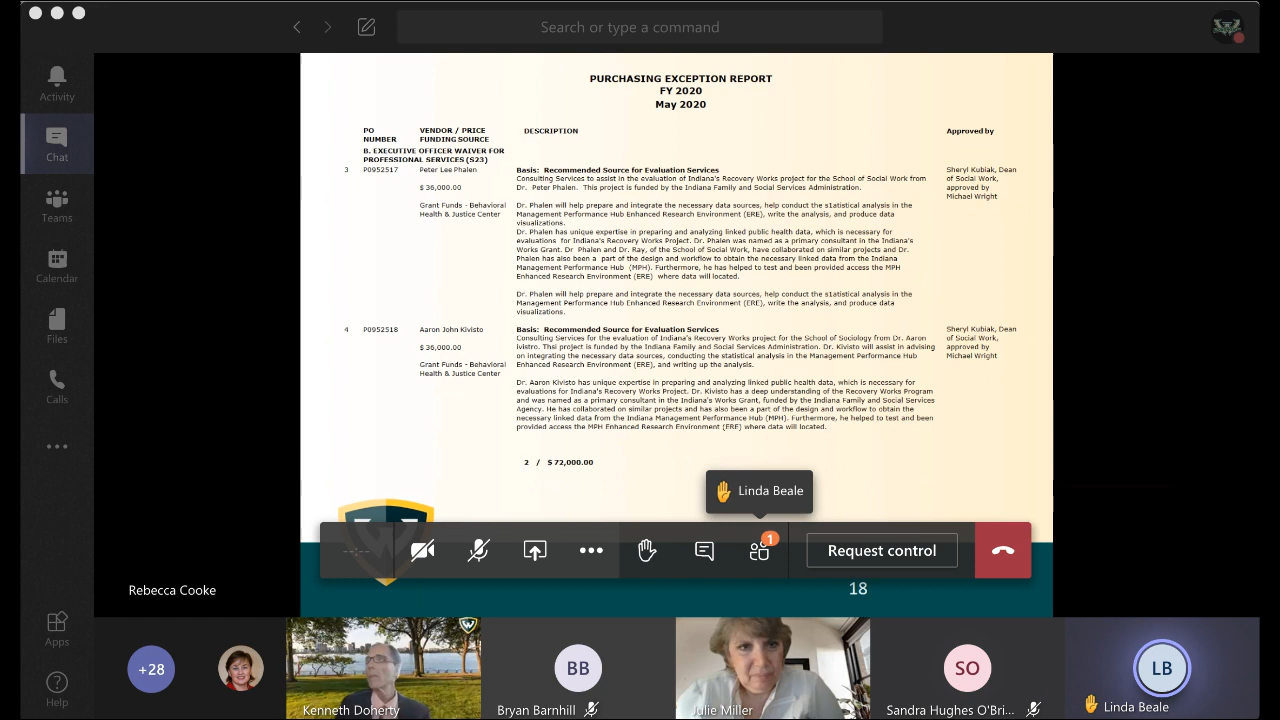 Search or type a command
Activity
Chat
Teams
Calendar
Files
Calls
Apps
Help
PURCHASING EXCEPTION REPORT
FY 2020
May 2020
PO NUMBER
VENDOR / PRICE FUNDING SOURCE
DESCRIPTION
Approved by
B. EXECUTIVE OFFICER WAIVER FOR
PROFESSIONAL SERVICES (S23)
3 P0952517 Peter Lee Phalen
$ 36,000.00
Grant Funds - Behavioral
Health & Justice Center
Basis: Recommended Source for Evaluation Services
Consulting Services to assist in the evaluation of Indiana's Recovery Works project for the School of Social Work from
Dr. Peter Phalen. This project is funded by the Indiana Family and Social Services Administration.
Dr. Phalen will help prepare and integrate the necessary data sources, help conduct the s1atistical analysis in the
Management Performance Hub Enhanced Research Environment (ERE), write the analysis, and produce data
visualizations.
Dr. Phalen has unique expertise in preparing and analyzing linked public health data, which is necessary for
evaluations for Indiana's Recovery Works Project. Dr. Phalen was named as a primary consultant in the Indiana's
Works Grant. Dr Phalen and Dr. Ray, of the School of Social Work, have collaborated on similar projects and Dr.
Phalen has also been a part of the design and workflow to obtain the necessary linked data from the Indiana
Management Performance Hub (MPH). Furthermore, he has helped to test and been provided access the MPH
Enhanced Research Environment (ERE) where data will located.
Dr. Phalen will help prepare and integrate the necessary data sources, help conduct the s1atistical analysis in the
Management Performance Hub Enhanced Research Environment (ERE), write the analysis, and produce data
visualizations.
Sheryl Kubiak, Dean
of Social Work,
approved by
Michael Wright
4 P0952518 Aaron John Kivisto
$ 36,000.00
Grant Funds - Behavioral
Health & Justice Center
Basis: Recommended Source for Evaluation Services
Consulting Services for the evaluation of Indiana's Recovery Works project for the School of Sociology from Dr. Aaron
ivistro. Thsi project is funded by the Indiana Family and Social Services Administration. Dr. Kivisto will assist in advising
on integrating the necessary data sources, conducting the statistical analysis in the Management Performance Hub
Enhanced Research Environment (ERE), and writing up the analysis.
Dr. Aaron Kivisto has unique expertise in preparing and analyzing linked public health data, which is necessary for
evaluations for Indiana's Recovery Works Project. Dr. Kivisto has a deep understanding of the Recovery Works Program
and was named as a primary consultant in the Indiana's Works Grant, funded by the Indiana Family and Social Services
Agency. He has collaborated on similar projects and has also been a part of the design and workflow to obtain the
necessary linked data from the Indiana Management Performance Hub (MPH). Furthermore, he helped to test and been
provided access the MPH Enhanced Research Environment (ERE) where data will located.
Sheryl Kubiak, Dean
of Social Work,
approved by
Michael Wright
2 / $ 72,000.00
Linda Beale
--:--
1
Request control
18
Rebecca Cooke
+28
Kenneth Doherty
BB
Bryan Barnhill
Julie Miller
SO
Sandra Hughes O'Bri...
LB
Linda Beale